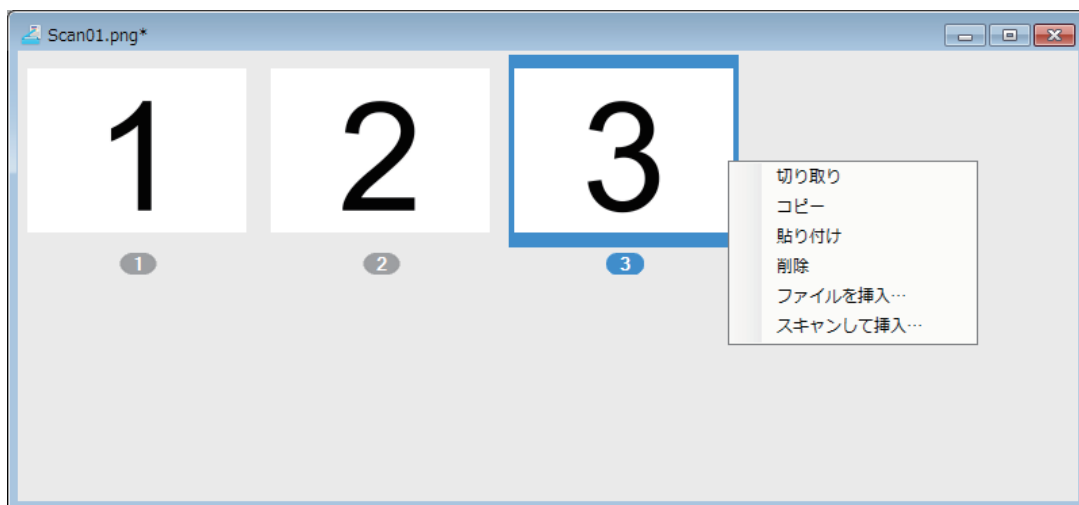 Scan01.png*
1 2 3
1 2 3
切り取り
コピー
貼り付け
削除
ファイルを挿入…
スキャンして挿入…